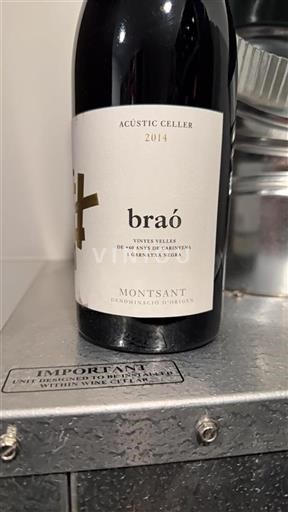 ACÚSTIC CELLER
2014
braó
VINYES VELLES
DE +60 ANYS DE CARINYENA
I GARNATXA NEGRA
MONTSANT
DENOMINACIÓ D'ORIGEN
IMPORTANT
UNIT DESIGNED TO BE INSTALLED
WITHIN WINE CELLAR